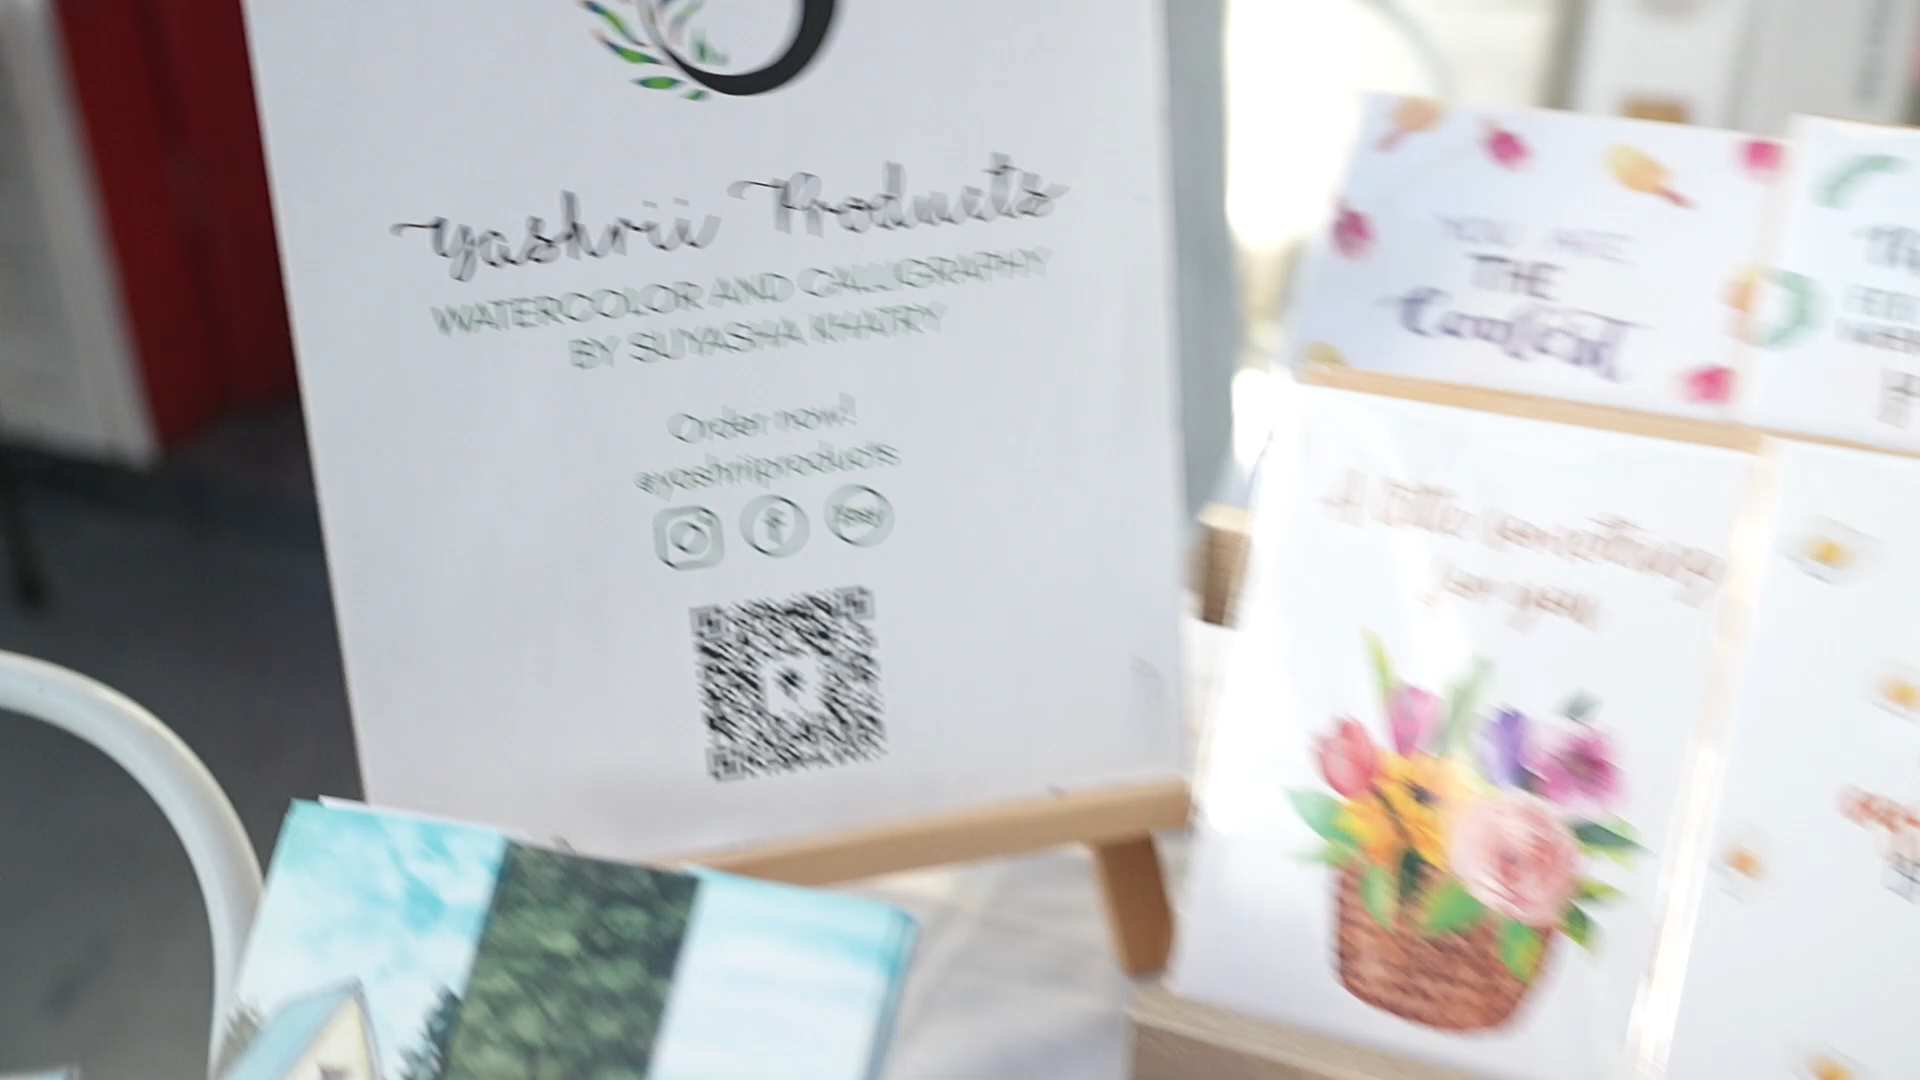 yashrii Products
WATERCOLOR AND CALLIGRAPHY
BY SUYASHA KHATRY
Order now!
@yashriiproducts
YOU ARE
THE
Coolest
A little something
for you